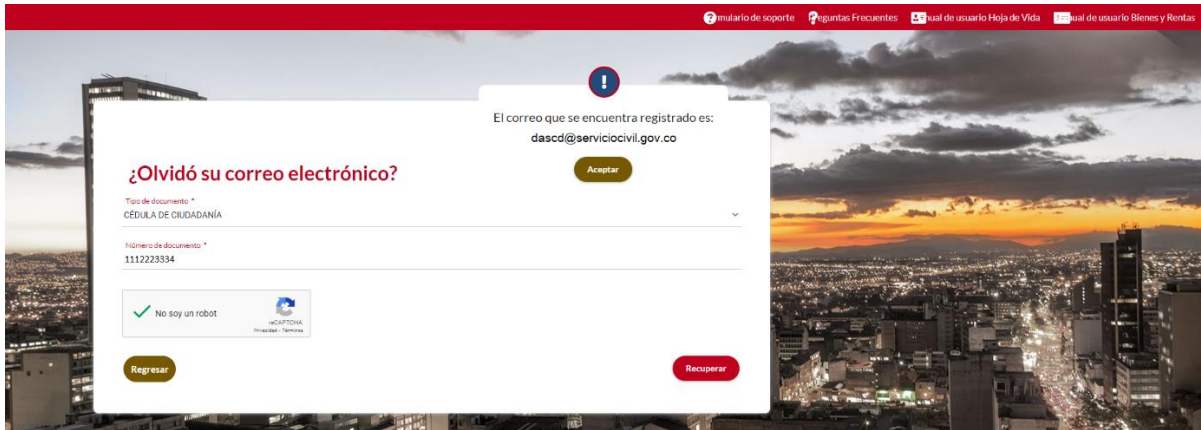 mulario de soporte
reguntas Frecuentes
nual de usuario Hoja de Vida
ual de usuario Bienes y Rentas
!
El correo que se encuentra registrado es:
dascd@serviciocivil.gov.co
Aceptar
¿Olvidó su correo electrónico?
Tipo de documento *
CÉDULA DE CIUDADANÍA
Número de documento *
1112223334
No soy un robot
reCAPTCHA
Privacidad - Términos
Regresar
Recuperar